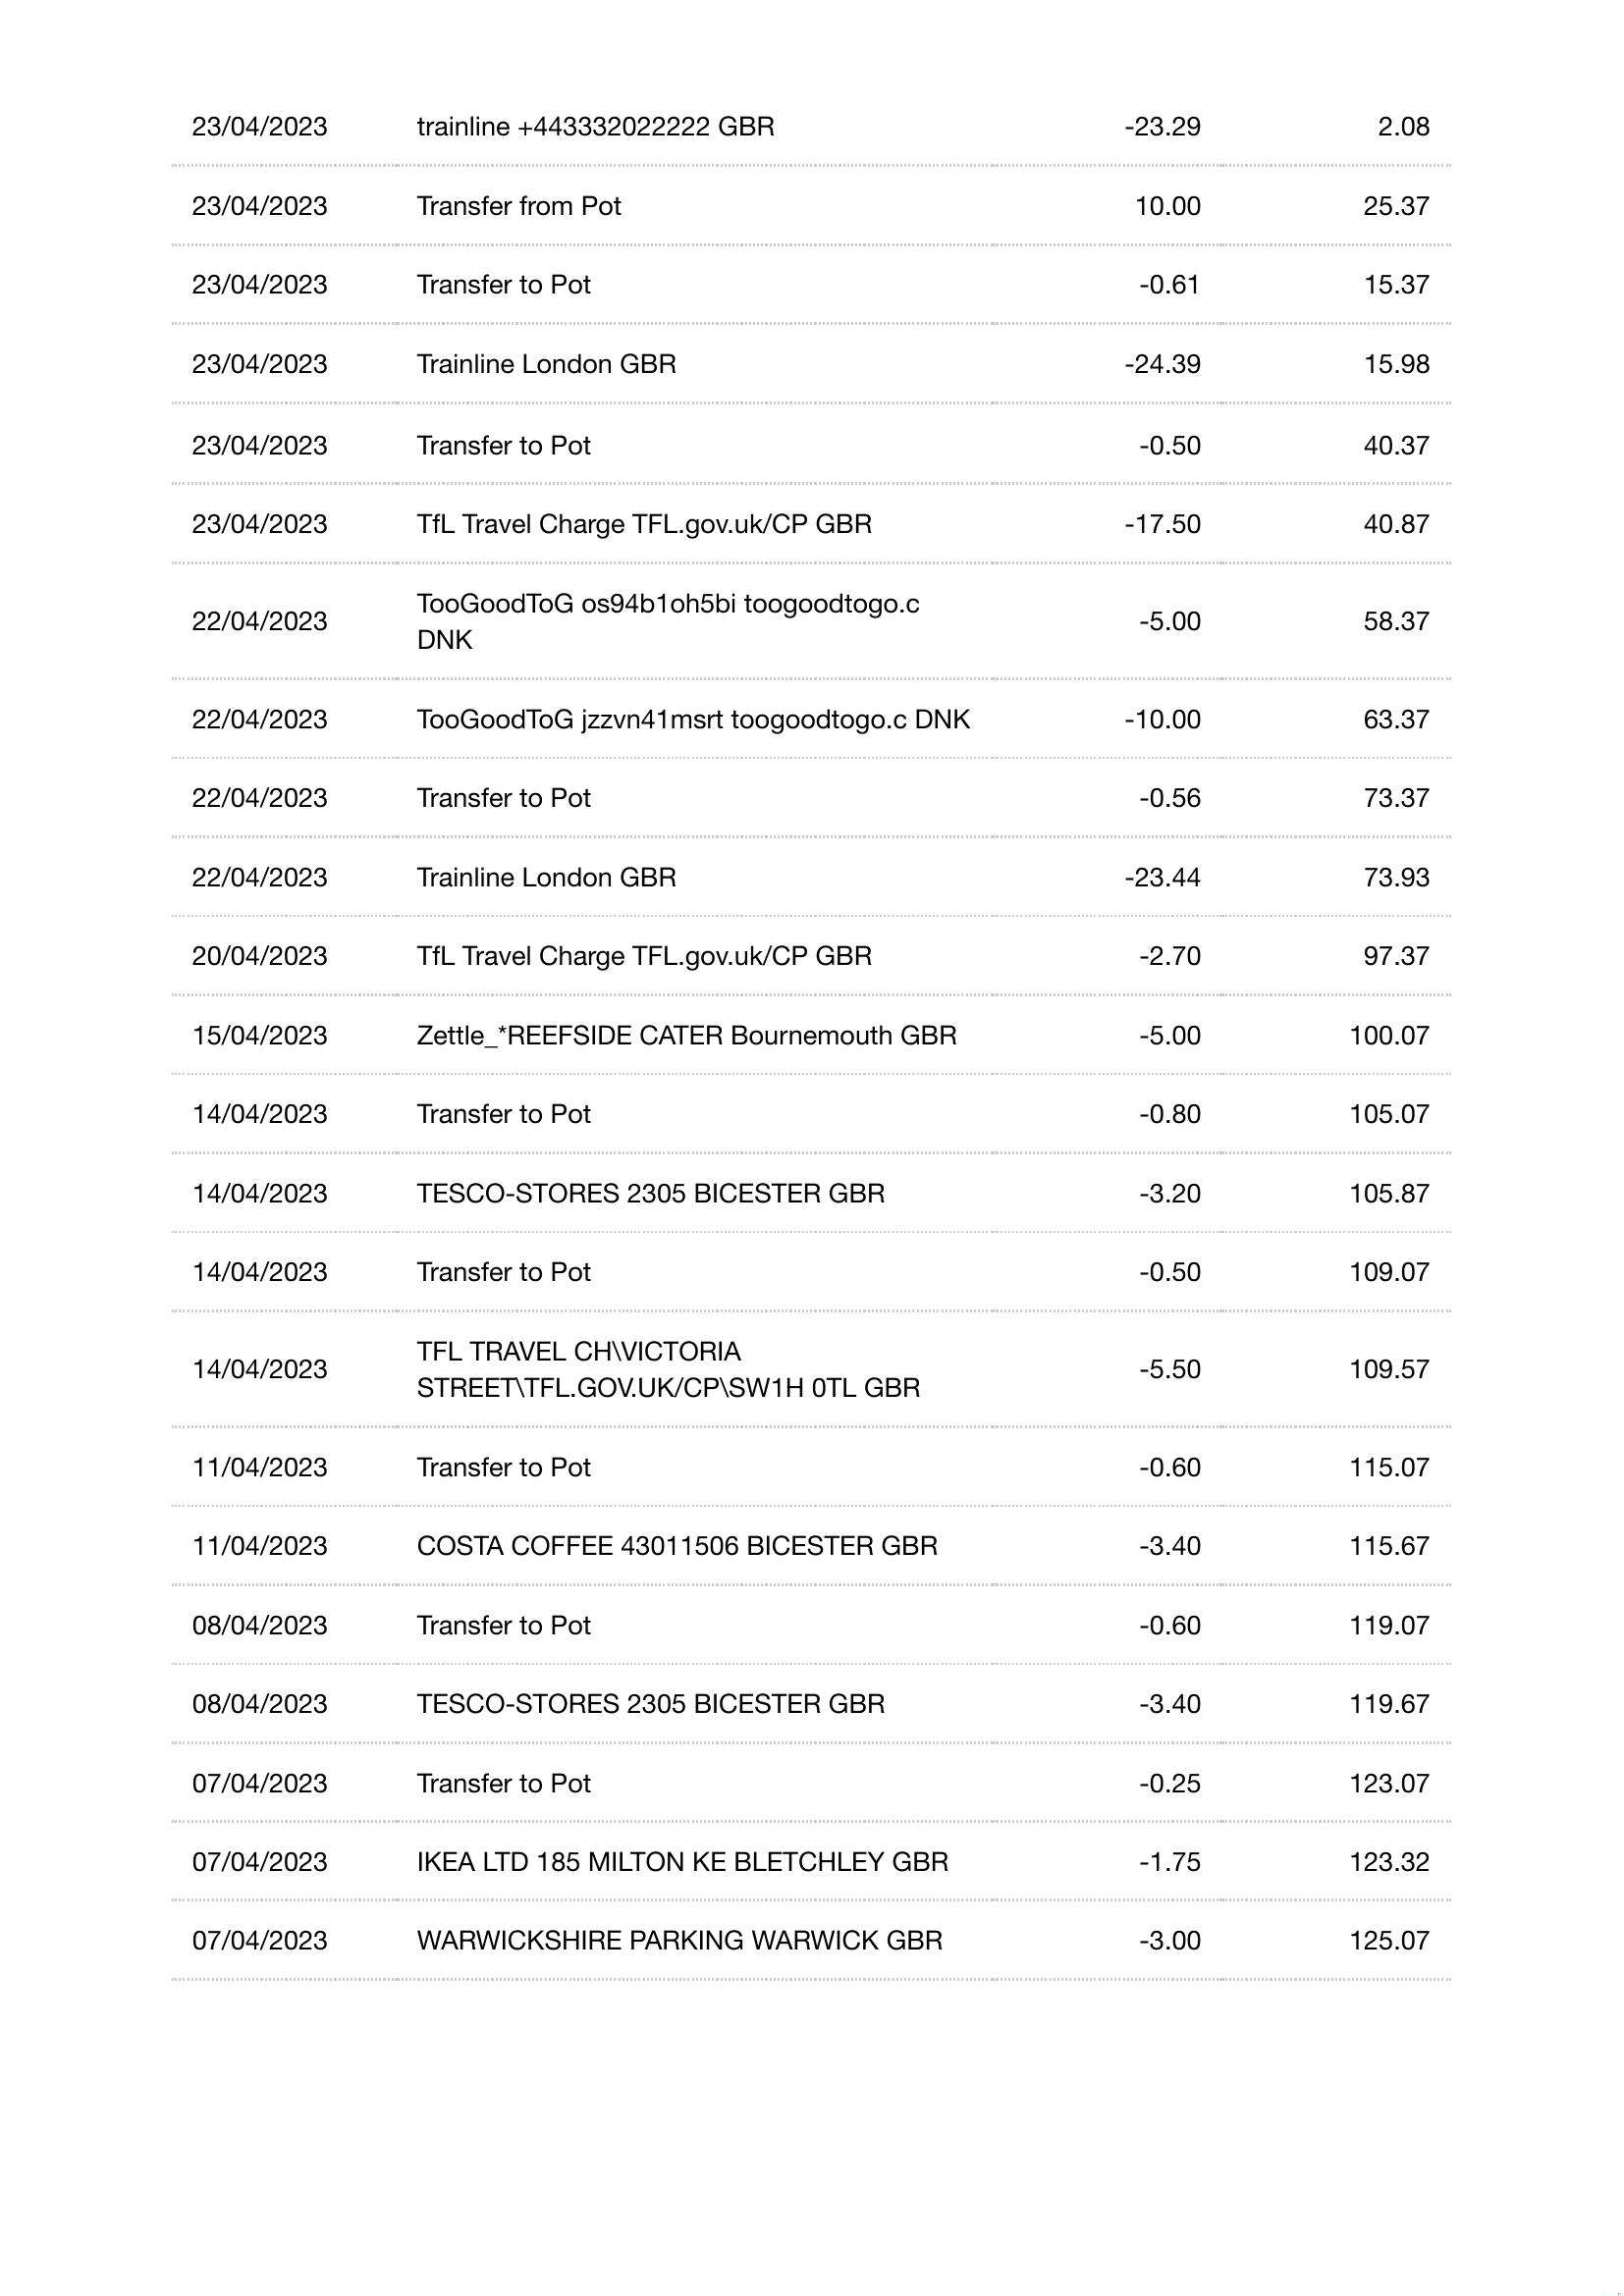 23/04/2023 trainline +443332022222 GBR -23.29 2.08
23/04/2023 Transfer from Pot 10.00 25.37
23/04/2023 Transfer to Pot -0.61 15.37
23/04/2023 Trainline London GBR -24.39 15.98
23/04/2023 Transfer to Pot -0.50 40.37
23/04/2023 TfL Travel Charge TFL.gov.uk/CP GBR -17.50 40.87
22/04/2023 TooGoodToG os94b1oh5bi toogoodtogo.c
DNK -5.00 58.37
22/04/2023 TooGoodToG jzzvn41msrt toogoodtogo.c DNK -10.00 63.37
22/04/2023 Transfer to Pot -0.56 73.37
22/04/2023 Trainline London GBR -23.44 73.93
20/04/2023 TfL Travel Charge TFL.gov.uk/CP GBR -2.70 97.37
15/04/2023 Zettle_*REEFSIDE CATER Bournemouth GBR -5.00 100.07
14/04/2023 Transfer to Pot -0.80 105.07
14/04/2023 TESCO-STORES 2305 BICESTER GBR -3.20 105.87
14/04/2023 Transfer to Pot -0.50 109.07
14/04/2023 TFL TRAVEL CH\VICTORIA
STREET\TFL.GOV.UK/CP\SW1H 0TL GBR -5.50 109.57
11/04/2023 Transfer to Pot -0.60 115.07
11/04/2023 COSTA COFFEE 43011506 BICESTER GBR -3.40 115.67
08/04/2023 Transfer to Pot -0.60 119.07
08/04/2023 TESCO-STORES 2305 BICESTER GBR -3.40 119.67
07/04/2023 Transfer to Pot -0.25 123.07
07/04/2023 IKEA LTD 185 MILTON KE BLETCHLEY GBR -1.75 123.32
07/04/2023 WARWICKSHIRE PARKING WARWICK GBR -3.00 125.07